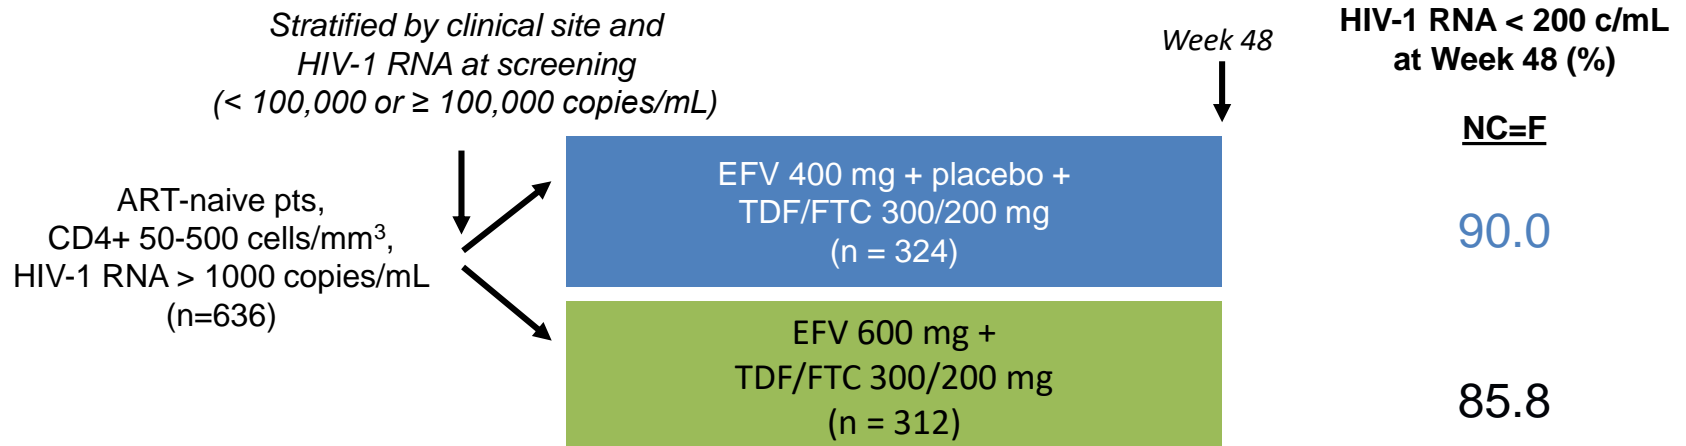 Stratified by clinical site and
HIV-1 RNA at screening
(< 100,000 or ≥ 100,000 copies/mL)
ART-naive pts,
CD4+ 50-500 cells/mm³,
HIV-1 RNA > 1000 copies/mL
(n=636)
Week 48
EFV 400 mg + placebo +
TDF/FTC 300/200 mg
(n = 324)
EFV 600 mg +
TDF/FTC 300/200 mg
(n = 312)
HIV-1 RNA < 200 c/mL
at Week 48 (%)
NC=F
90.0
85.8